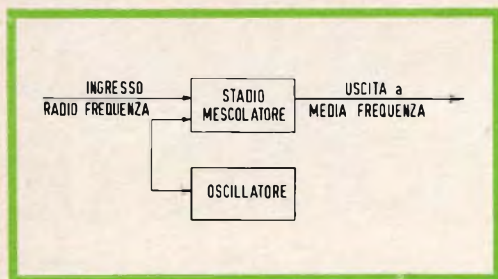 INGRESSO
RADIO FREQUENZA
STADIO
MESCOLATORE
USCITA a
MEDIA FREQUENZA
OSCILLATORE